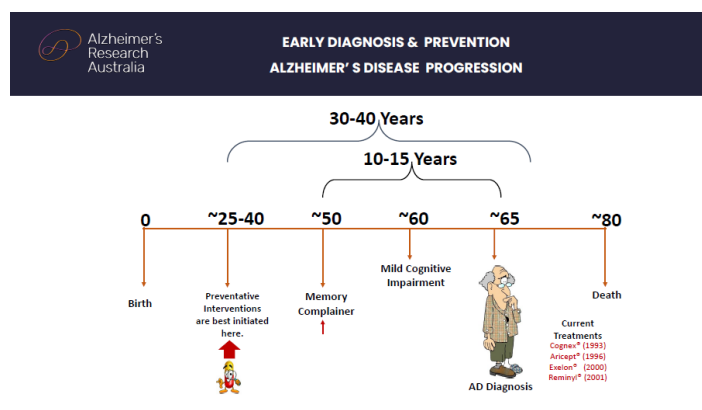 Alzheimer's
Research
Australia
EARLY DIAGNOSIS & PREVENTION
ALZHEIMER' S DISEASE PROGRESSION
30-40 Years
10-15 Years
0
~25-40
~50
~60
~65
~80
Birth
Preventative
Interventions
are best initiated
here.
Memory
Complainer
Mild Cognitive
Impairment
AD Diagnosis
Death
Current
Treatments
Cognex® (1993)
Aricept® (1996)
Exelon® (2000)
Reminyl® (2001)